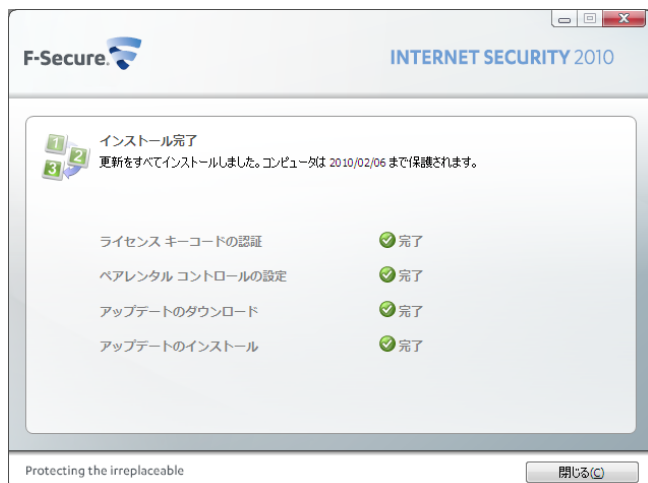 F-Secure.
INTERNET SECURITY 2010
1
2
3
インストール完了
更新をすべてインストールしました。コンピュータは 2010/02/06 まで保護されます。
ライセンス キーコードの認証 完了
ペアレンタル コントロールの設定 完了
アップデートのダウンロード 完了
アップデートのインストール 完了
Protecting the irreplaceable
閉じる(C)